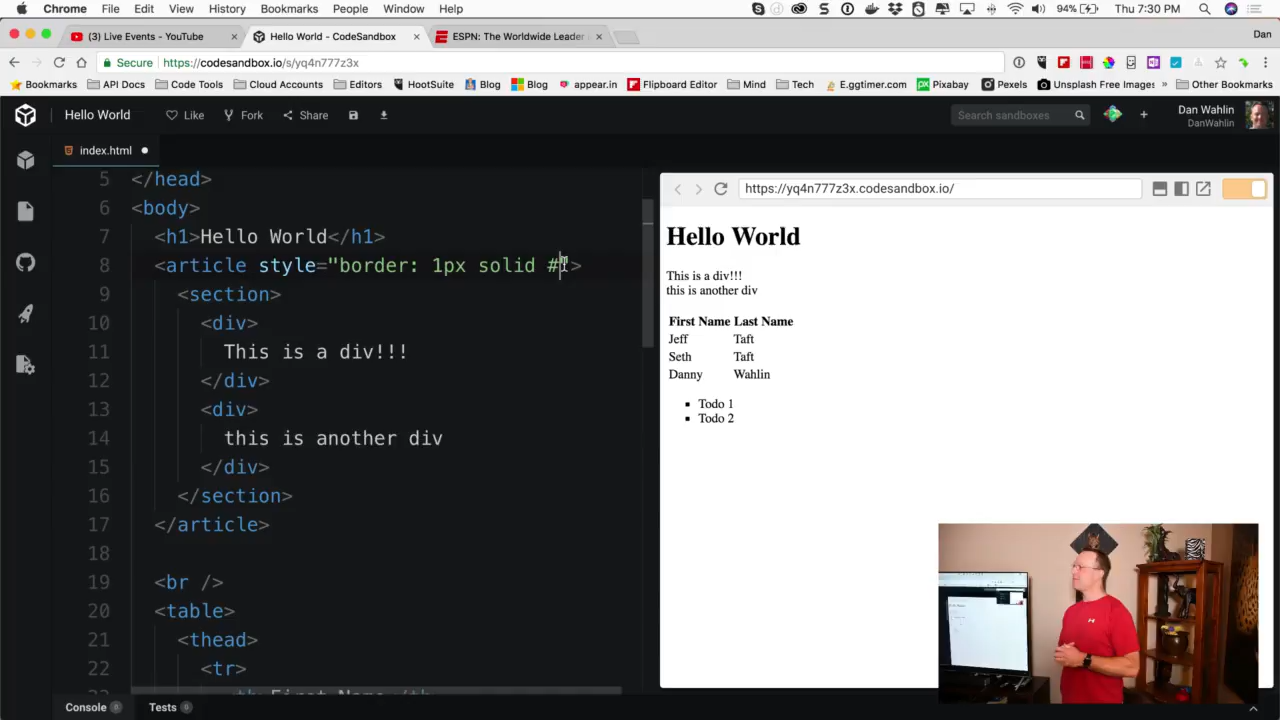 Chrome File Edit View History Bookmarks People Window Help 94% Thu 7:30 PM
(3) Live Events - YouTube Hello World - CodeSandbox ESPN: The Worldwide Leader Dan
Secure https://codesandbox.io/s/yq4n777z3x
Bookmarks API Docs Code Tools Cloud Accounts Editors HootSuite Blog Blog appear.in Flipboard Editor Mind Tech E.ggtimer.com Pixabay Pexels Unsplash Free Images » Other Bookmarks
Hello World Like Fork Share Search sandboxes Dan Wahlin
DanWahlin
index.html
https://yq4n777z3x.codesandbox.io/
5 </head>
6 <body>
7 <h1>Hello World</h1>
8 <article style="border: 1px solid #">
9 <section>
10 <div>
11 This is a div!!!
12 </div>
13 <div>
14 this is another div
15 </div>
16 </section>
17 </article>
18
19 <br />
20 <table>
21 <thead>
22 <tr>
23 <th>First Name</th>
Hello World
This is a div!!!
this is another div
First Name Last Name
Jeff Taft
Seth Taft
Danny Wahlin
Todo 1
Todo 2
Console 0 Tests 0